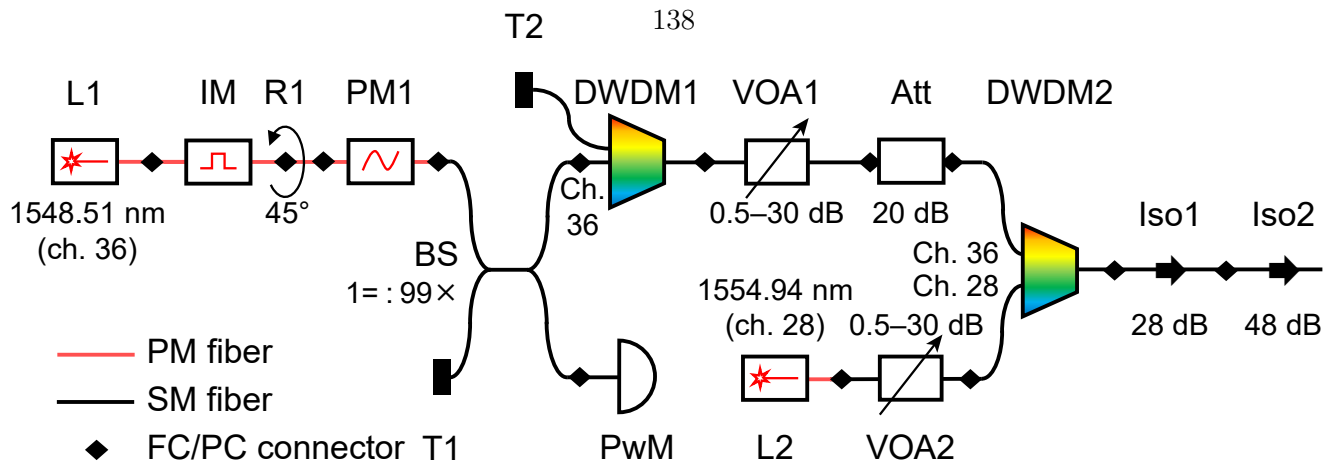 138
T2
L1 IM R1 PM1 DWDM1 VOA1 Att DWDM2
1548.51 nm
(ch. 36)
45°
Ch.
36
0.5–30 dB
20 dB
BS
1= : 99×
Ch. 36
Ch. 28
Iso1 Iso2
1554.94 nm
(ch. 28)
0.5–30 dB
28 dB 48 dB
PM fiber
SM fiber
FC/PC connector
T1 PwM L2 VOA2